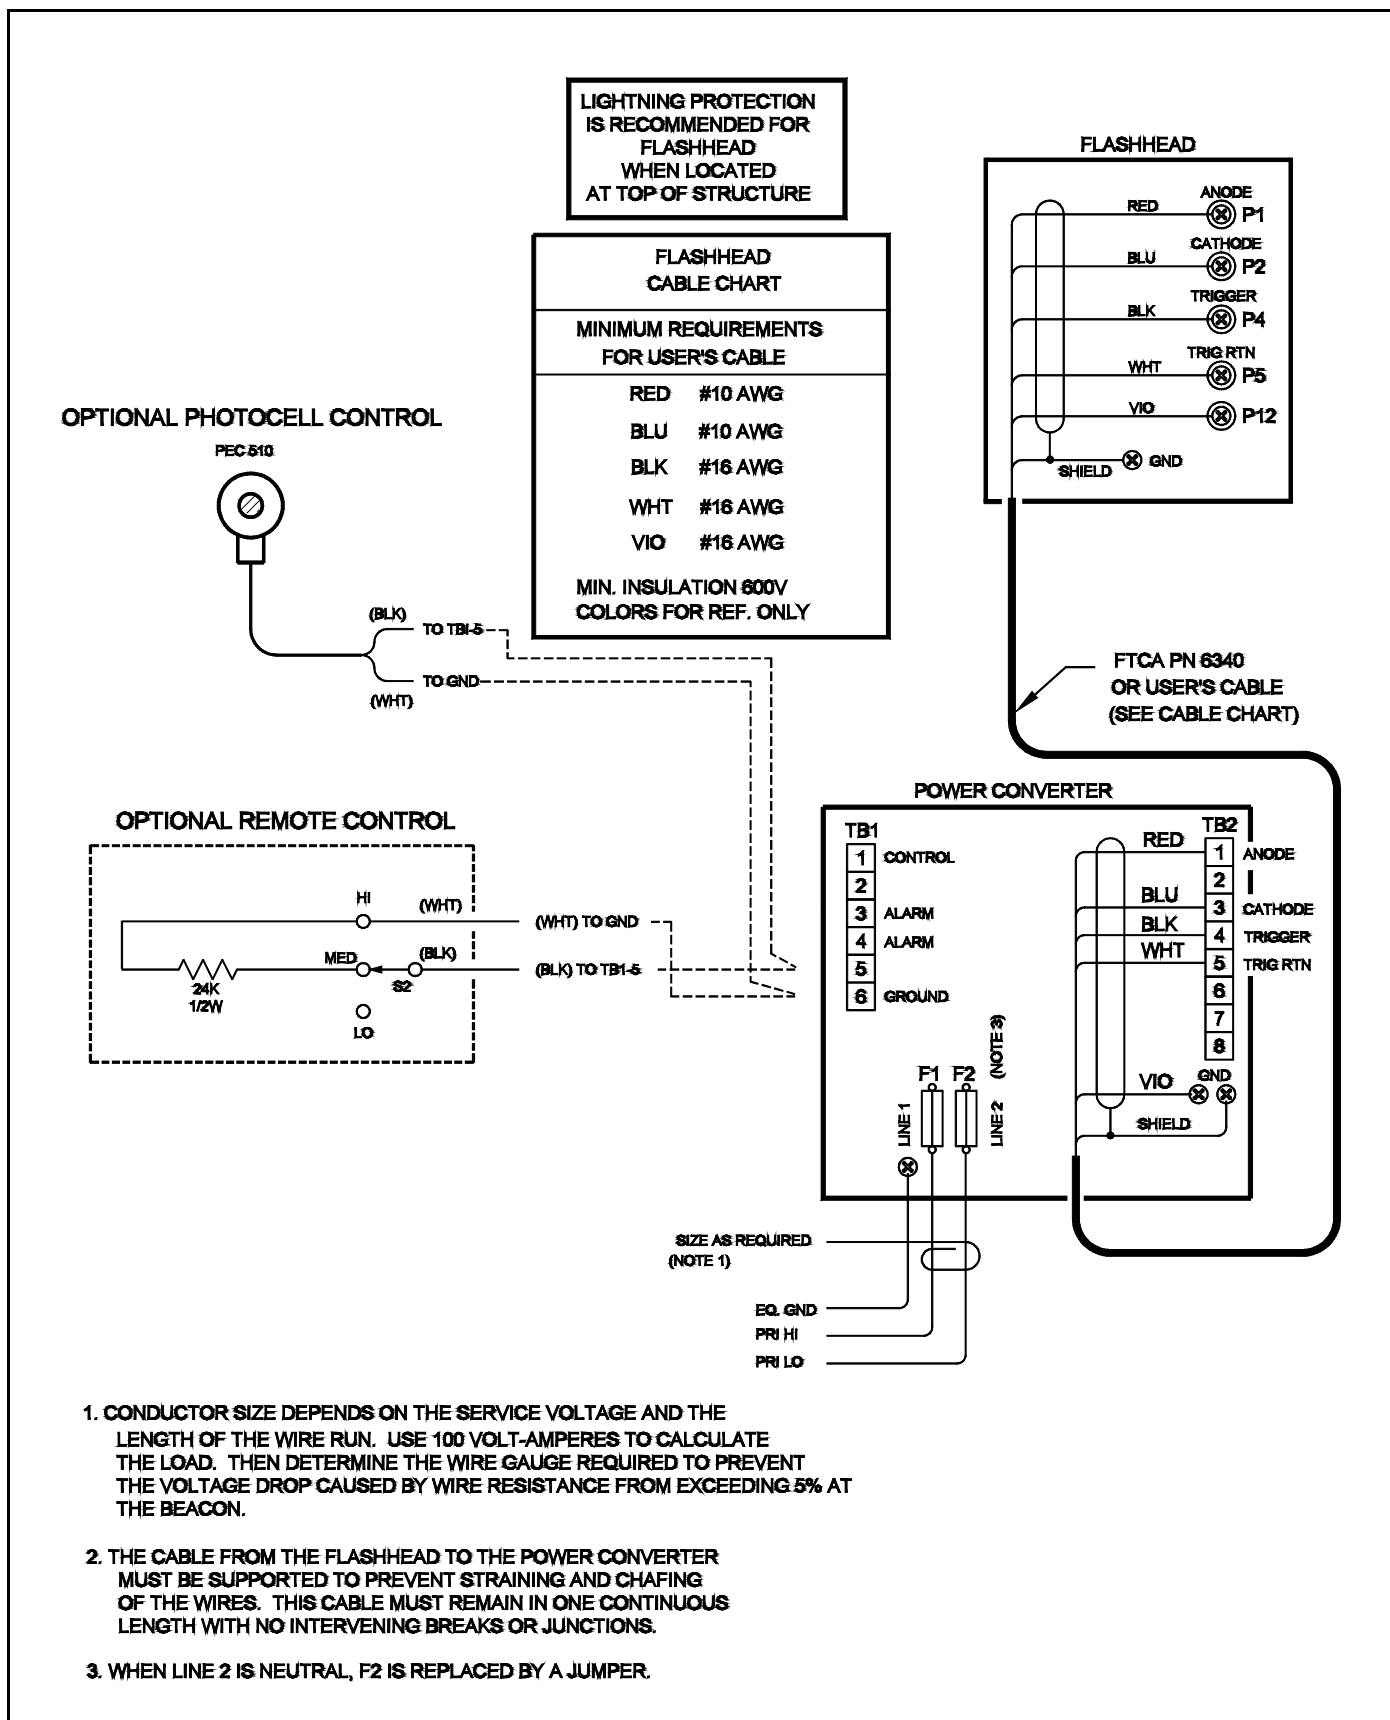 LIGHTNING PROTECTION
IS RECOMMENDED FOR
FLASHHEAD
WHEN LOCATED
AT TOP OF STRUCTURE
FLASHHEAD
CABLE CHART
MINIMUM REQUIREMENTS
FOR USER'S CABLE
RED #10 AWG
BLU #10 AWG
BLK #16 AWG
WHT #16 AWG
VIO #16 AWG
MIN. INSULATION 600V
COLORS FOR REF. ONLY
FLASHHEAD
ANODE
RED P1
CATHODE
BLU P2
TRIGGER
BLK P4
TRIG RTN
WHT P5
VIO P12
SHIELD GND
OPTIONAL PHOTOCELL CONTROL
PEC 510
(BLK)
TO TBI-5
TO GND
(WHT)
FTCA PN 6340
OR USER'S CABLE
(SEE CABLE CHART)
OPTIONAL REMOTE CONTROL
HI
(WHT)
(WHT) TO GND
MED
(BLK)
(BLK) TO TB1-5
S2
24K
1/2W
LO
POWER CONVERTER
TB1
1 CONTROL
2
3 ALARM
4 ALARM
5
6 GROUND
TB2
RED 1 ANODE
2
BLU 3 CATHODE
BLK 4 TRIGGER
WHT 5 TRIG RTN
6
7
8
VIO GND
SHIELD
F1 F2
LINE 1
LINE 2 (NOTE 3)
SIZE AS REQUIRED
(NOTE 1)
EQ. GND
PRI HI
PRI LO
1. CONDUCTOR SIZE DEPENDS ON THE SERVICE VOLTAGE AND THE
LENGTH OF THE WIRE RUN. USE 100 VOLT-AMPERES TO CALCULATE
THE LOAD. THEN DETERMINE THE WIRE GAUGE REQUIRED TO PREVENT
THE VOLTAGE DROP CAUSED BY WIRE RESISTANCE FROM EXCEEDING 5% AT
THE BEACON.
2. THE CABLE FROM THE FLASHHEAD TO THE POWER CONVERTER
MUST BE SUPPORTED TO PREVENT STRAINING AND CHAFING
OF THE WIRES. THIS CABLE MUST REMAIN IN ONE CONTINUOUS
LENGTH WITH NO INTERVENING BREAKS OR JUNCTIONS.
3. WHEN LINE 2 IS NEUTRAL, F2 IS REPLACED BY A JUMPER.